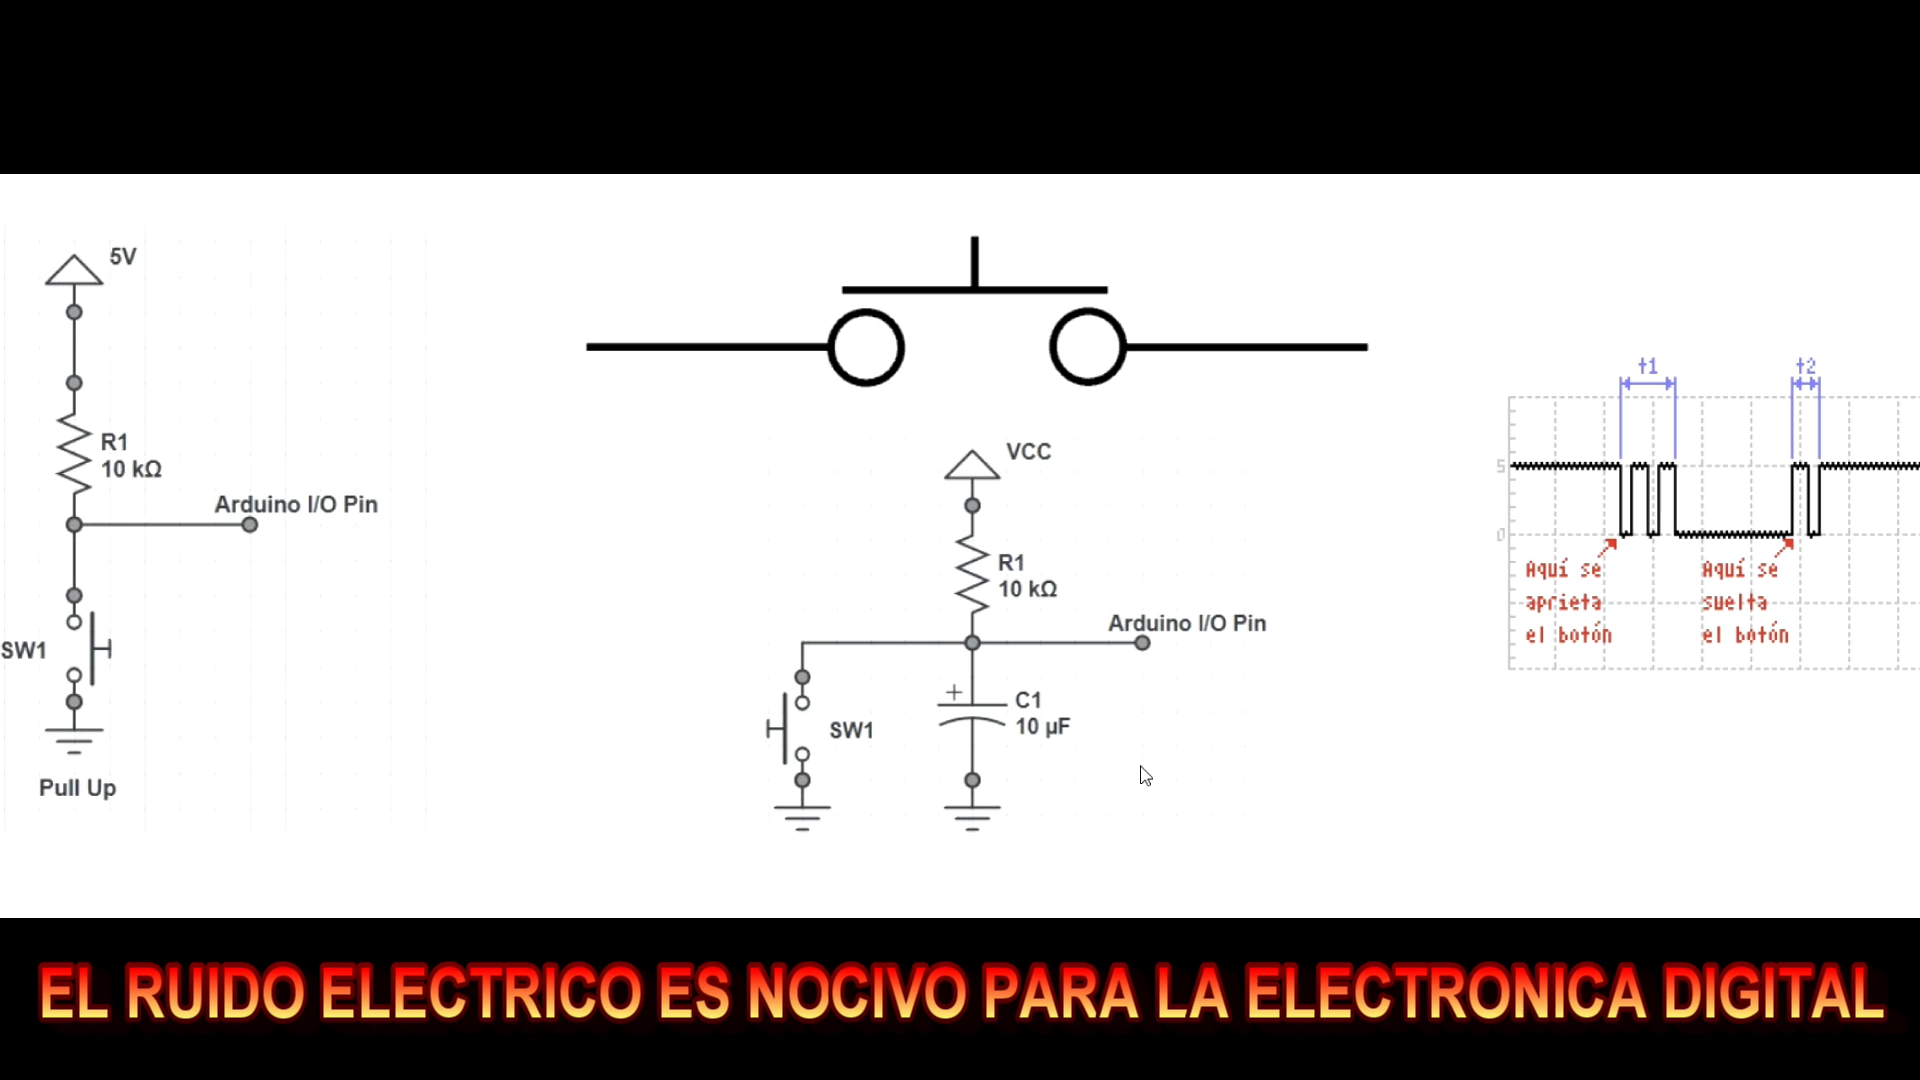 5V
R1
10 kΩ
Arduino I/O Pin
SW1
Pull Up
VCC
R1
10 kΩ
Arduino I/O Pin
+
C1
10 µF
SW1
t1
t2
5
0
Aquí se
aprieta
el botón
Aquí se
suelta
el botón
EL RUIDO ELECTRICO ES NOCIVO PARA LA ELECTRONICA DIGITAL